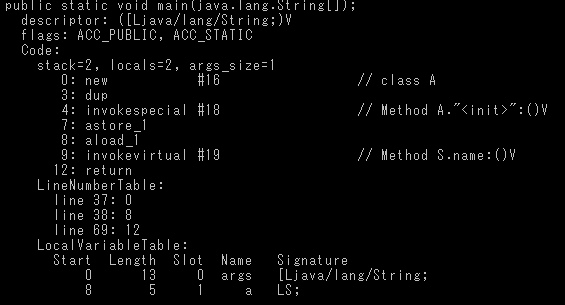 public static void main(java.lang.String[]);
descriptor: ([Ljava/lang/String;)V
flags: ACC_PUBLIC, ACC_STATIC
Code:
stack=2, locals=2, args_size=1
0: new #16 // class A
3: dup
4: invokespecial #18 // Method A."<init>":()V
7: astore_1
8: aload_1
9: invokevirtual #19 // Method S.name:()V
12: return
LineNumberTable:
line 37: 0
line 38: 8
line 69: 12
LocalVariableTable:
Start Length Slot Name Signature
0 13 0 args [Ljava/lang/String;
8 5 1 a LS;